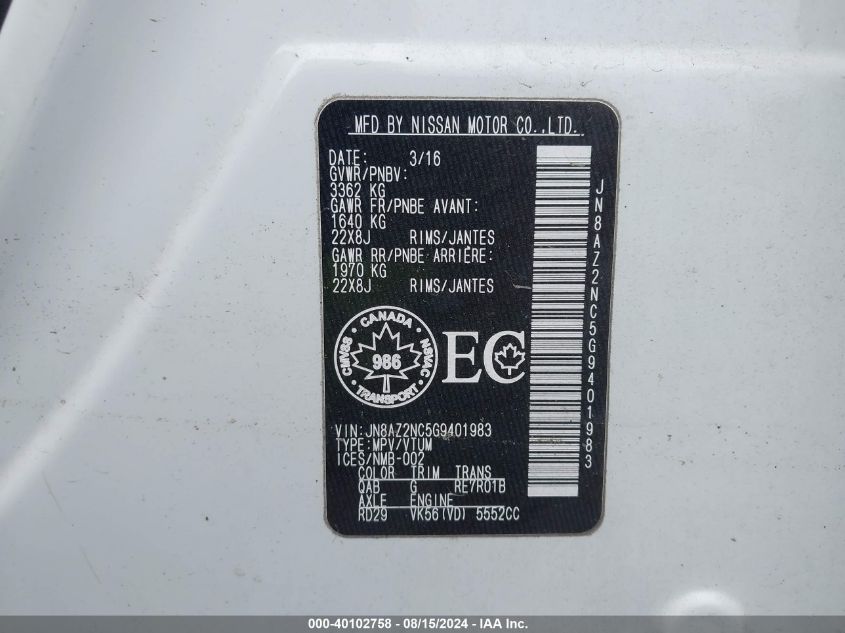 MFD BY NISSAN MOTOR CO.,LTD.
DATE: 3/16
GVWR/PNBV:
3362 KG
GAWR FR/PNBE AVANT:
1640 KG
22X8J RIMS/JANTES
GAWR RR/PNBE ARRIERE:
1970 KG
22X8J RIMS/JANTES
CANADA
CMVSS 986 NSVAC
TRANSPORT
EC
VIN:JN8AZ2NC5G9401983
TYPE:MPV/VTUM
ICES/NMB-002
COLOR TRIM TRANS
QAB G RE7R01B
AXLE ENGINE
RD29 VK56(VD) 5552CC
JN8AZ2NC5G9401983
000-40102758 - 08/15/2024 - IAA Inc.